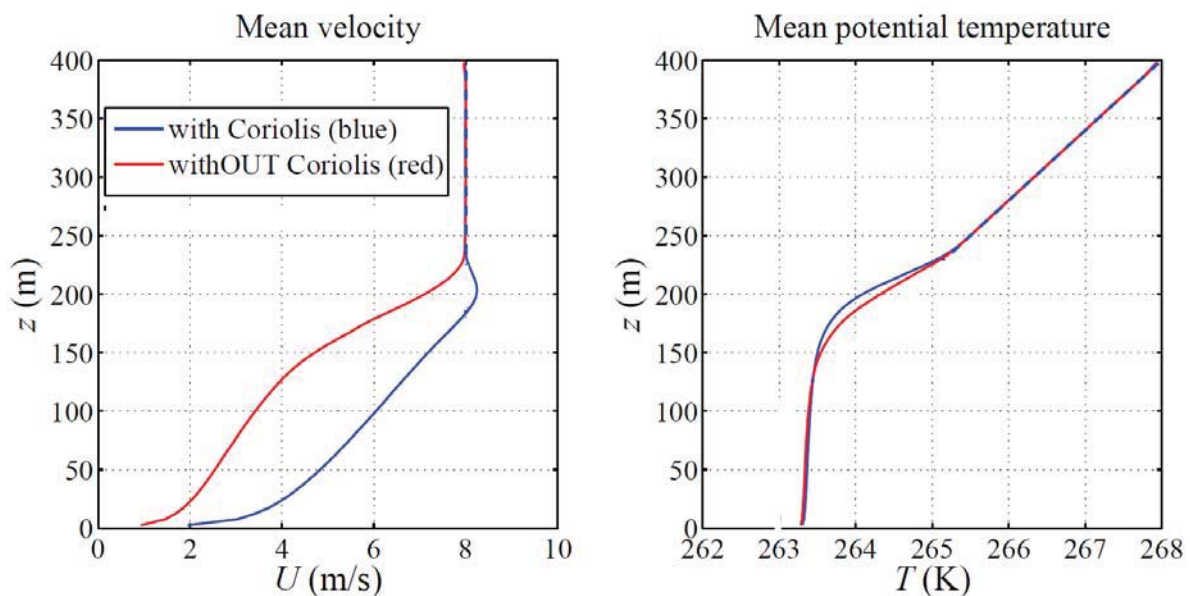 Mean velocity
400
350
300
250
200
150
100
50
0
z (m)
with Coriolis (blue)
withOUT Coriolis (red)
0 2 4 6 8 10
U (m/s)
Mean potential temperature
400
350
300
250
200
150
100
50
0
z (m)
262 263 264 265 266 267 268
T (K)